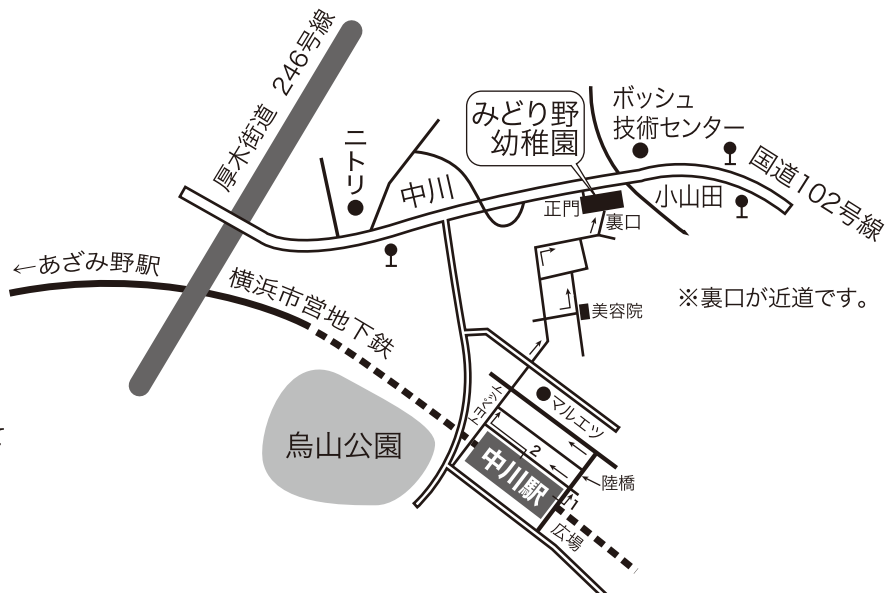 厚木街道 246号線
ニトリ
中川
みどり野
幼稚園
ボッシュ
技術センター
国道102号線
小山田
正門
裏口
←あざみ野駅
横浜市営地下鉄
※裏口が近道です。
美容院
烏山公園
トヨペット
マルエツ
2
中川駅
1
陸橋
広場